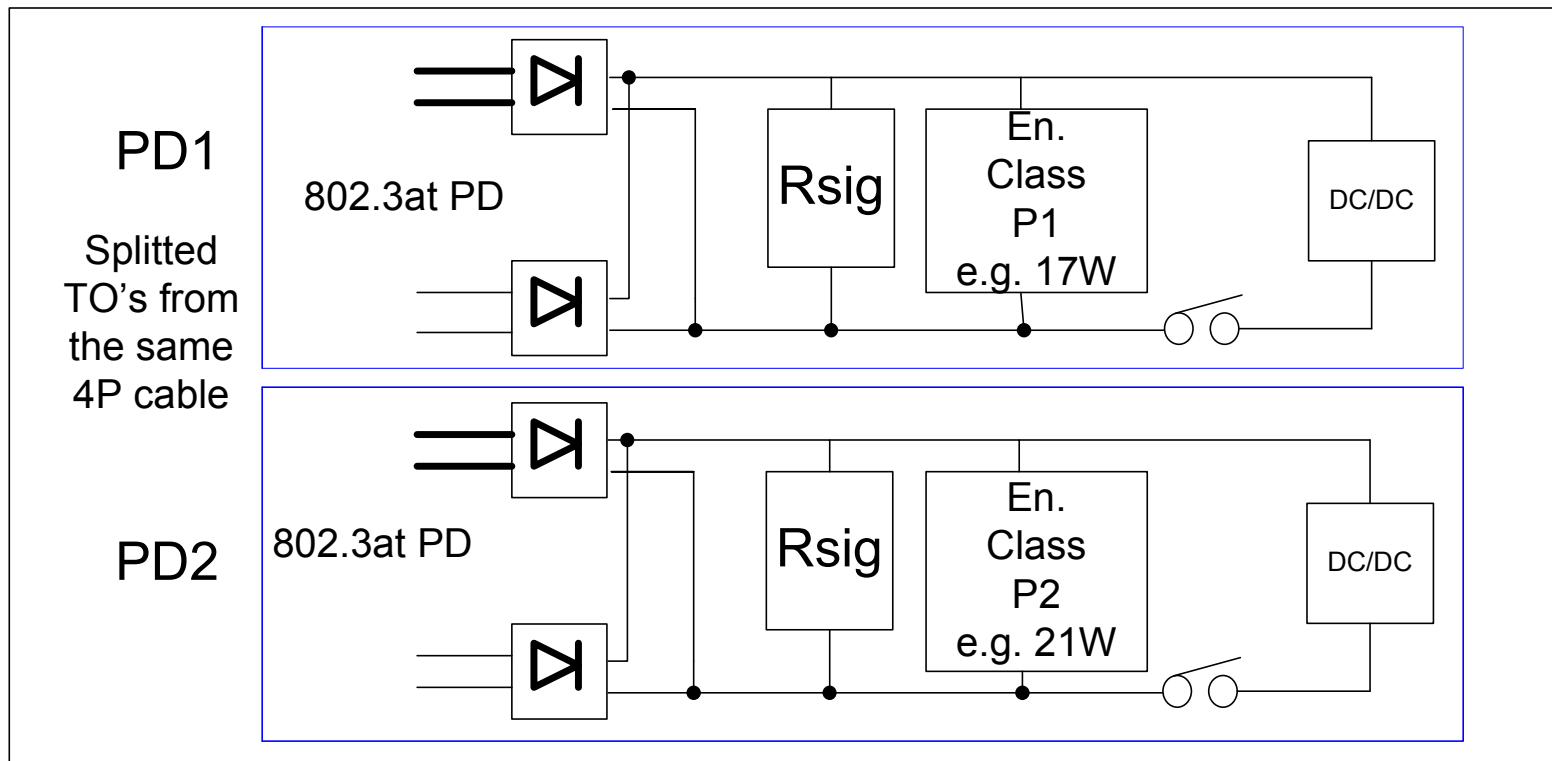 PD1
Splitted
TO's from
the same
4P cable
PD2
802.3at PD
Rsig
En.
Class
P1
e.g. 17W
DC/DC
802.3at PD
Rsig
En.
Class
P2
e.g. 21W
DC/DC